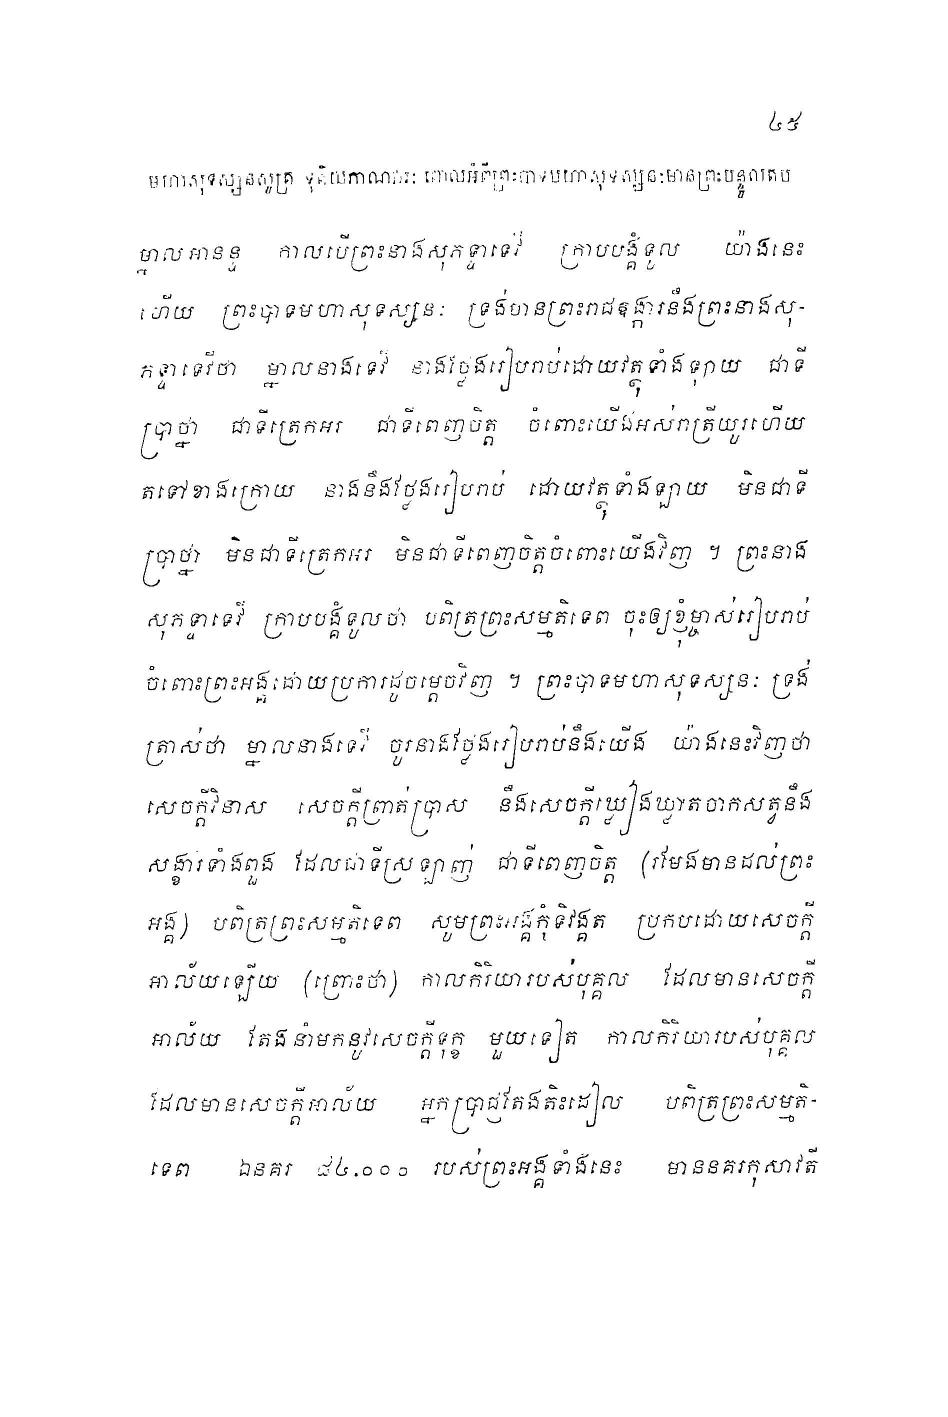 ៤៥
មហាសុទស្សនសូត្រ ទុតិយភាណវារៈ ពោលអំពីព្រះបាទមហាសុទស្សនៈមានព្រះបន្ទូលតប
ម្នាលអានន្ទ កាលបើព្រះនាងសុភទ្ទាទេវី ក្រាបបង្គំទូល យ៉ាងនេះ
ហើយ ព្រះបាទមហាសុទស្សនៈ ទ្រង់មានព្រះរាជឱង្ការនឹងព្រះនាងសុ-
ភទ្ទាទេវីថា ម្នាលនាងទេវី នាងថ្លែងរៀបរាប់ដោយវត្ថុទាំងឡាយ ជាទី
ប្រាថ្នា ជាទីត្រេកអរ ជាទីពេញចិត្ត ចំពោះយើងអស់រាត្រីយូរហើយ
តទៅខាងក្រោយ នាងនឹងថ្លែងរៀបរាប់ ដោយវត្ថុទាំងឡាយ មិនជាទី
ប្រាថ្នា មិនជាទីត្រេកអរ មិនជាទីពេញចិត្តចំពោះយើងវិញ ។ ព្រះនាង
សុភទ្ទាទេវី ក្រាបបង្គំទូលថា បពិត្រព្រះសម្មតិទេព ចុះឲ្យខ្ញុំម្ចាស់រៀបរាប់
ចំពោះព្រះអង្គដោយប្រការដូចម្តេចវិញ ។ ព្រះបាទមហាសុទស្សនៈ ទ្រង់
ត្រាស់ថា ម្នាលនាងទេវី ចូរនាងថ្លែងរៀបរាប់នឹងយើង យ៉ាងនេះវិញថា
សេចក្តីវិនាស សេចក្តីព្រាត់ប្រាស នឹងសេចក្តីឃ្លៀងឃ្លាតចាកសត្វនឹង
សង្ខារទាំងពួង ដែលជាទីស្រឡាញ់ ជាទីពេញចិត្ត (រមែងមានដល់ព្រះ
អង្គ) បពិត្រព្រះសម្មតិទេព សូមព្រះអង្គកុំទិវង្គត ប្រកបដោយសេចក្តី
អាល័យឡើយ (ព្រោះថា) កាលកិរិយារបស់បុគ្គល ដែលមានសេចក្តី
អាល័យ តែងនាំមកនូវសេចក្តីទុក្ខ មួយទៀត កាលកិរិយារបស់បុគ្គល
ដែលមានសេចក្តីអាល័យ អ្នកប្រាជ្ញតែងតិះដៀល បពិត្រព្រះសម្មតិ-
ទេព ឯនគរ ៨៤.០០០ របស់ព្រះអង្គទាំងនេះ មាននគរកុសាវតី